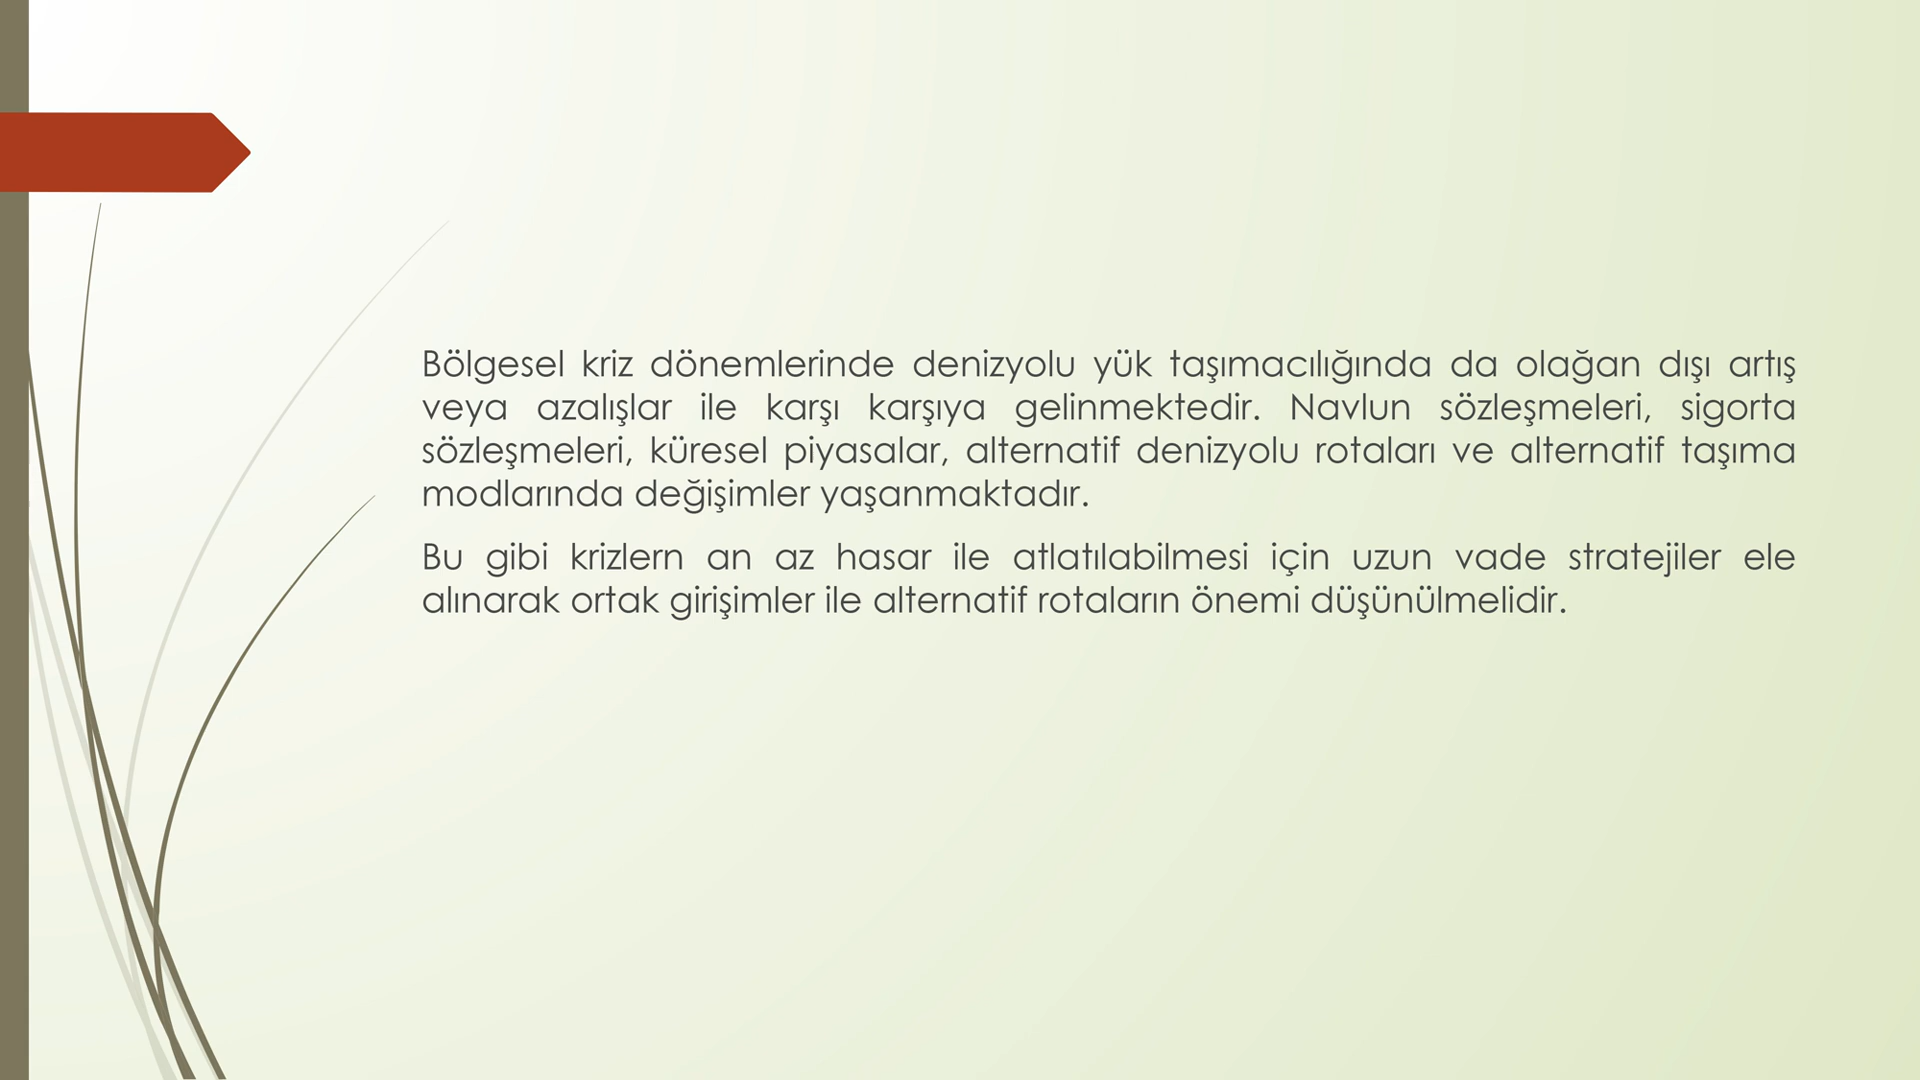 Bölgesel kriz dönemlerinde denizyolu yük taşımacılığında da olağan dışı artış
veya azalışlar ile karşı karşıya gelinmektedir. Navlun sözleşmeleri, sigorta
sözleşmeleri, küresel piyasalar, alternatif denizyolu rotaları ve alternatif taşıma
modlarında değişimler yaşanmaktadır.
Bu gibi krizlern an az hasar ile atlatılabilmesi için uzun vade stratejiler ele
alınarak ortak girişimler ile alternatif rotaların önemi düşünülmelidir.